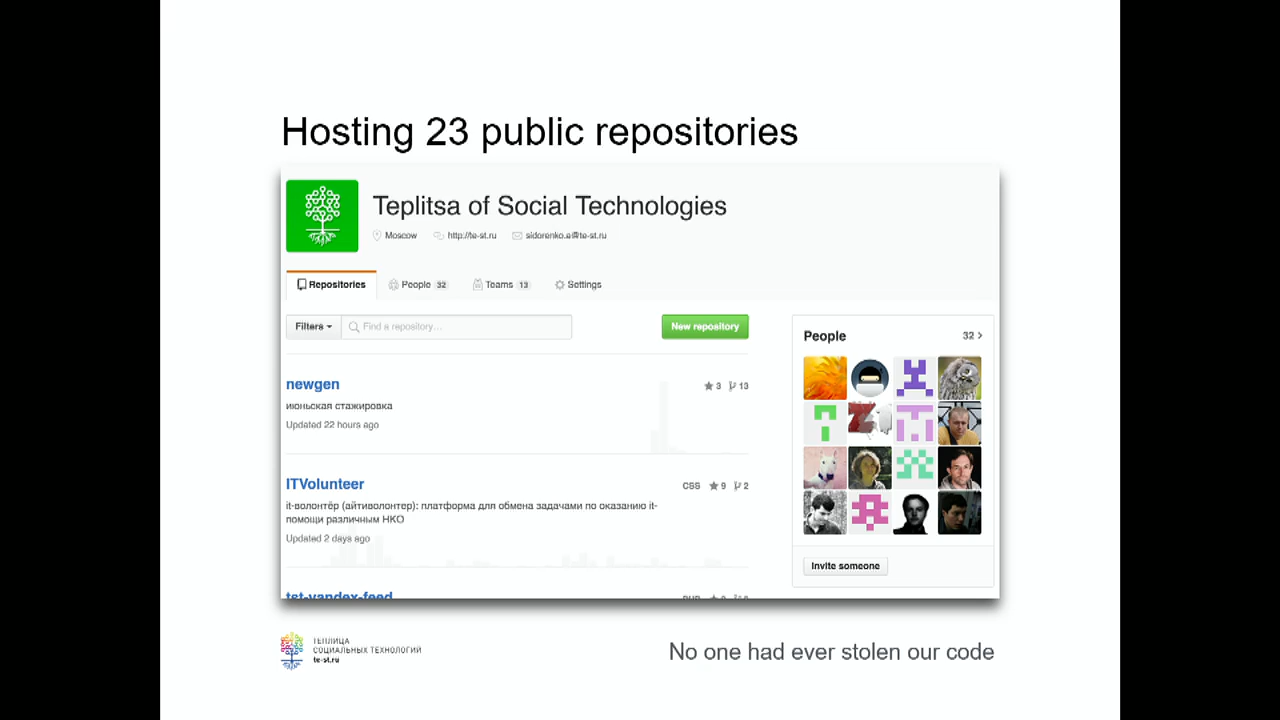 Hosting 23 public repositories
Teplitsa of Social Technologies
Moscow http://te-st.ru sidorenko.a@te-st.ru
Repositories People 32 Teams 13 Settings
Filters Find a repository... New repository
People 32
newgen 3 13
июньская стажировка
Updated 22 hours ago
ITVolunteer CSS 9 2
it-волонтёр (айтиволонтер): платформа для обмена задачами по оказанию it-
помощи различным НКО
Updated 2 days ago
Invite someone
tst-yandex-feed
ТЕПЛИЦА
СОЦИАЛЬНЫХ ТЕХНОЛОГИЙ
te-st.ru
No one had ever stolen our code